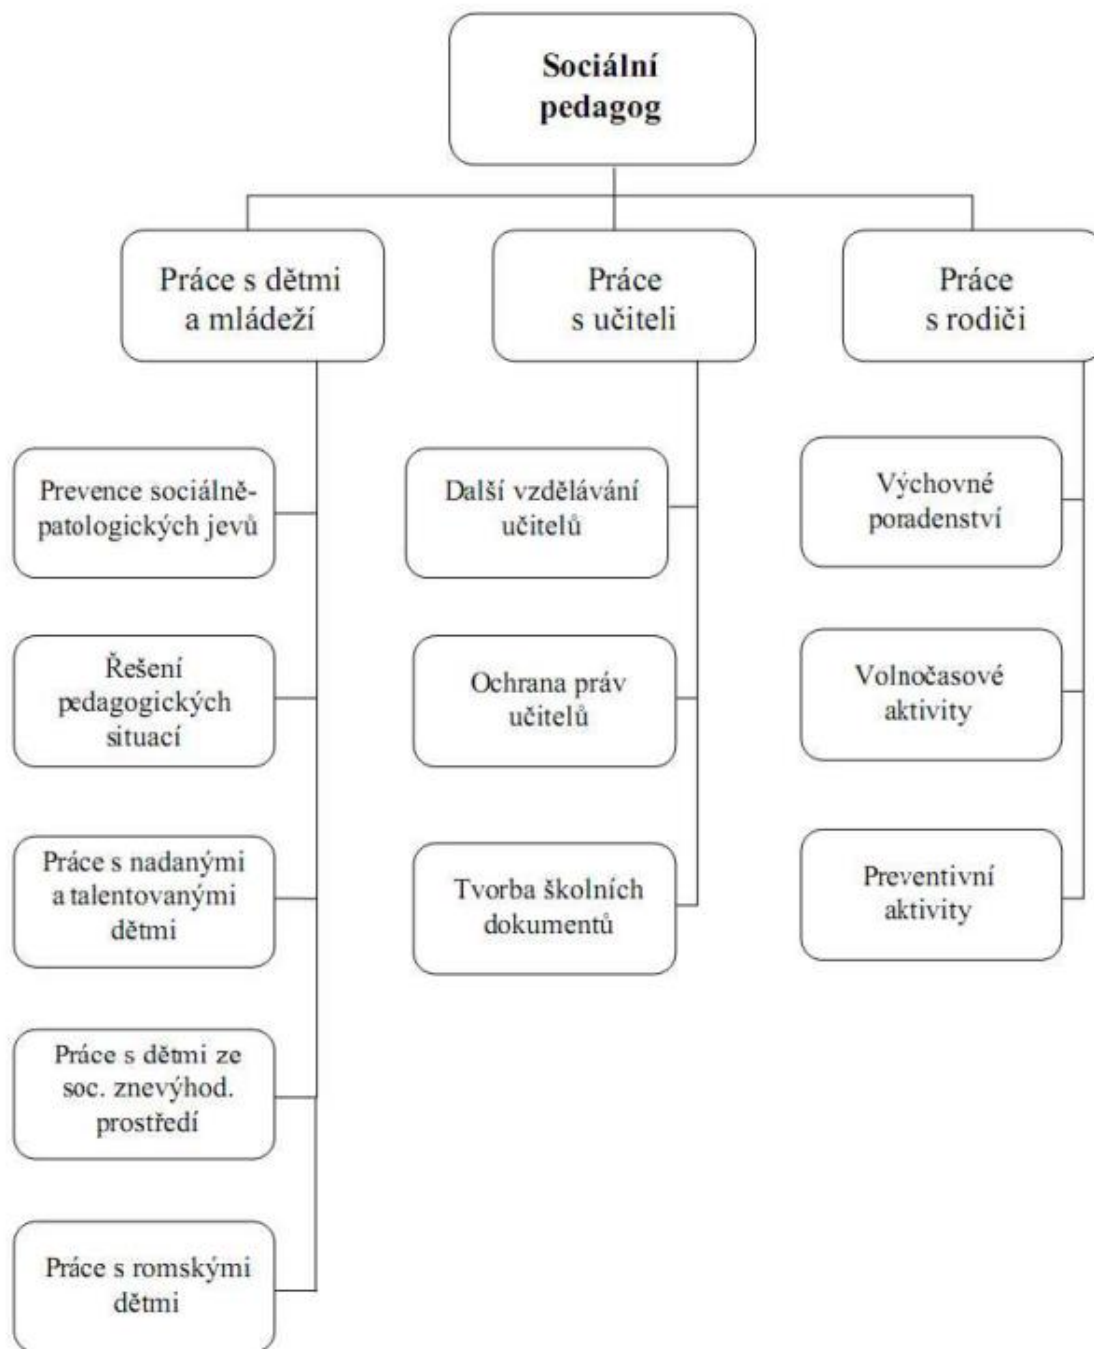 Sociální
pedagog
Práce s dětmi
a mládeží
Práce
s učiteli
Práce
s rodiči
Prevence sociálně-
patologických jevů
Řešení
pedagogických
situací
Práce s nadanými
a talentovanými
dětmi
Práce s dětmi ze
soc. znevýhod.
prostředí
Práce s romskými
dětmi
Další vzdělávání
učitelů
Ochrana práv
učitelů
Tvorba školních
dokumentů
Výchovné
poradenství
Volnočasové
aktivity
Preventivní
aktivity